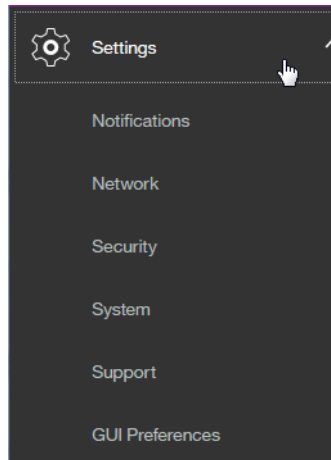 Settings
Notifications
Network
Security
System
Support
GUI Preferences